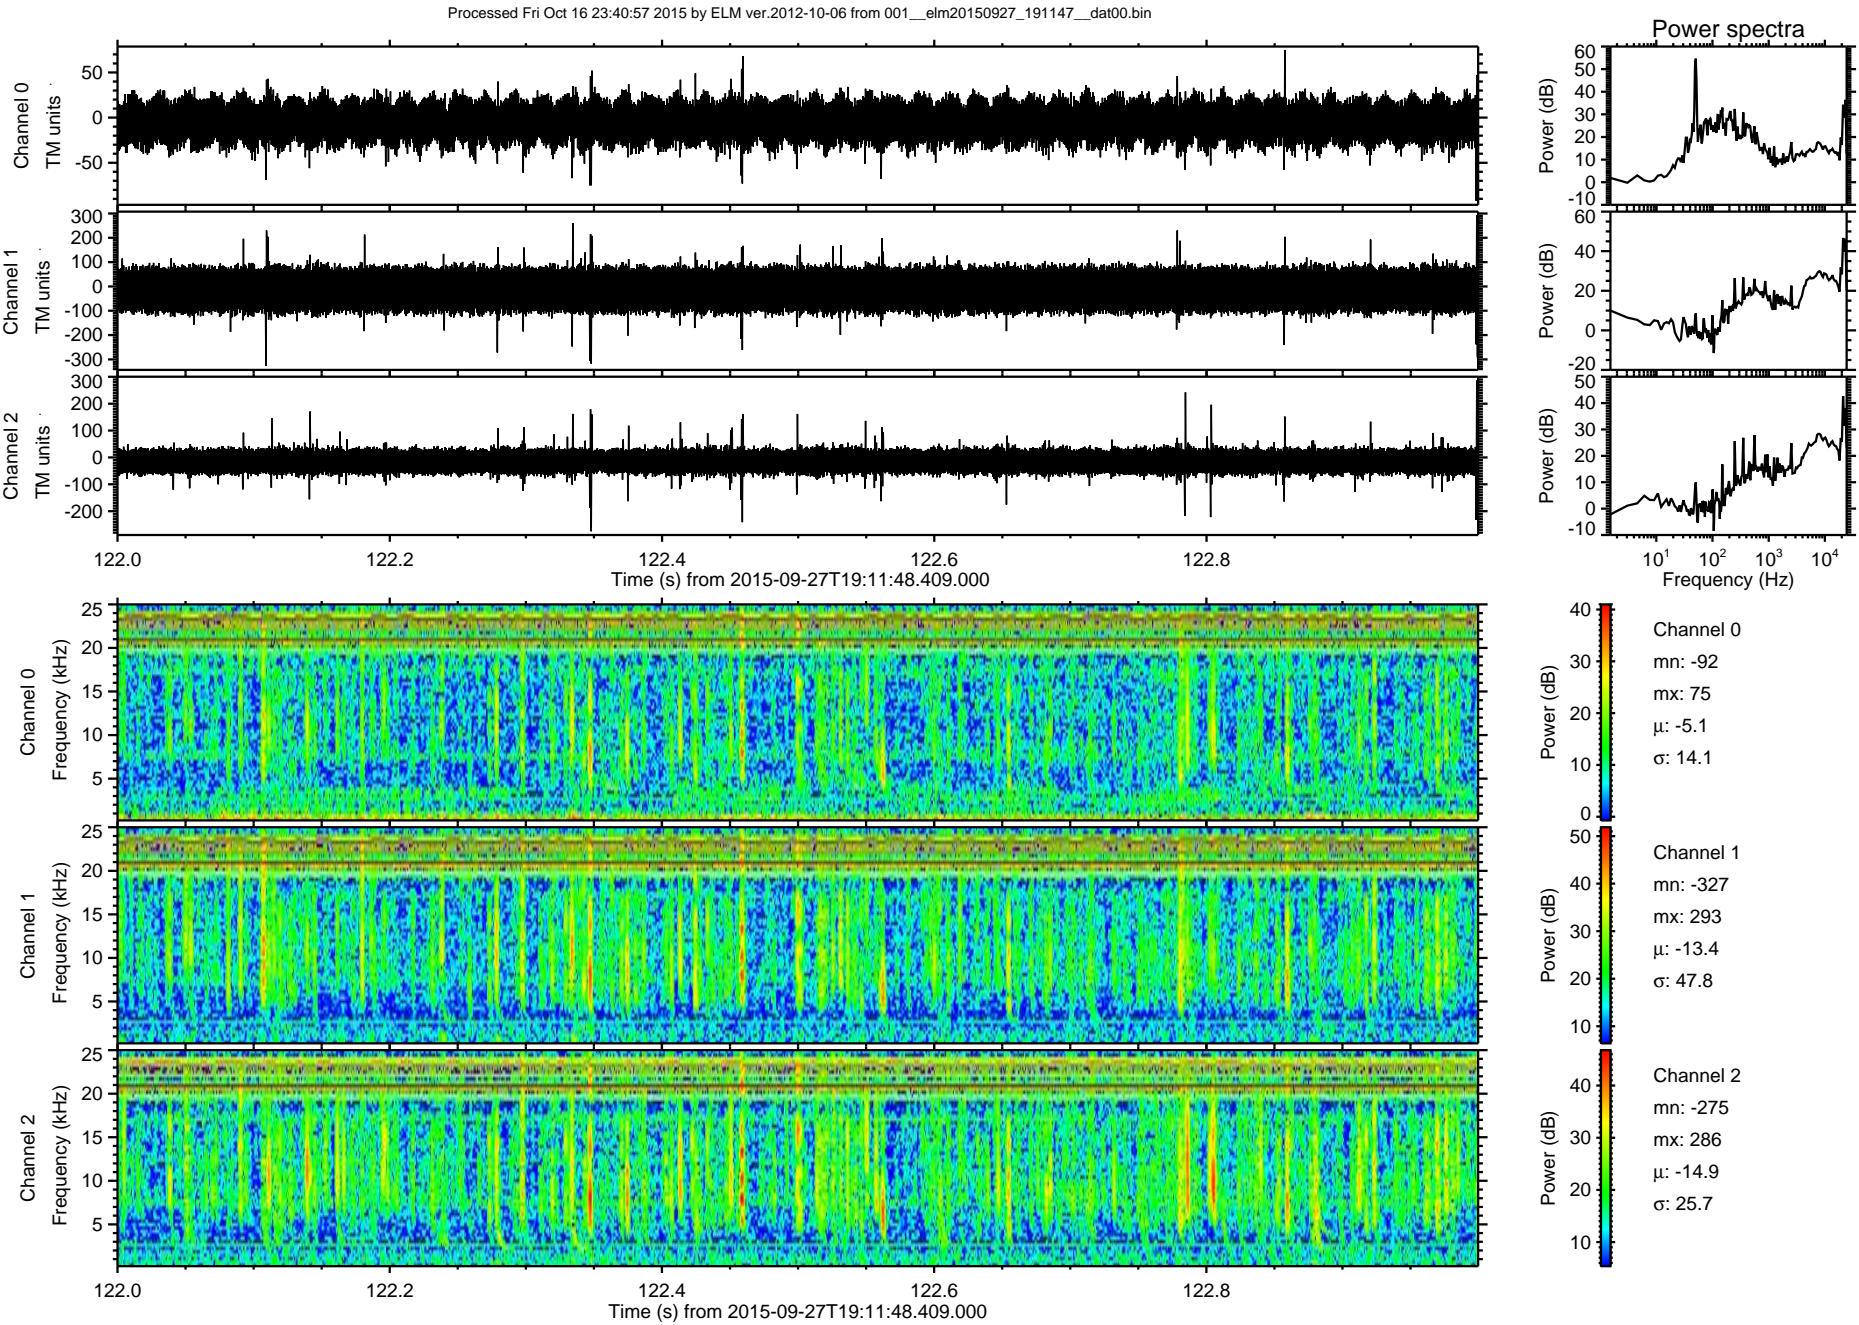 Processed Fri Oct 16 23:40:57 2015 by ELM ver.2012-10-06 from 001__elm20150927_191147__dat00.bin
Power spectra
Channel 0
TM units
50
0
-50
Power (dB)
60
50
40
30
20
10
0
-10
Channel 1
TM units
300
200
100
0
-100
-200
-300
Power (dB)
60
40
20
0
-20
Channel 2
TM units
300
200
100
0
-100
-200
Power (dB)
50
40
30
20
10
0
-10
122.0 122.2 122.4 122.6 122.8
Time (s) from 2015-09-27T19:11:48.409.000
10¹ 10² 10³ 10⁴
Frequency (Hz)
Channel 0
Frequency (kHz)
25
20
15
10
5
Power (dB)
40
30
20
10
0
Channel 0
mn: -92
mx: 75
μ: -5.1
σ: 14.1
Channel 1
Frequency (kHz)
25
20
15
10
5
Power (dB)
50
40
30
20
10
Channel 1
mn: -327
mx: 293
μ: -13.4
σ: 47.8
Channel 2
Frequency (kHz)
25
20
15
10
5
Power (dB)
40
30
20
10
Channel 2
mn: -275
mx: 286
μ: -14.9
σ: 25.7
122.0 122.2 122.4 122.6 122.8
Time (s) from 2015-09-27T19:11:48.409.000